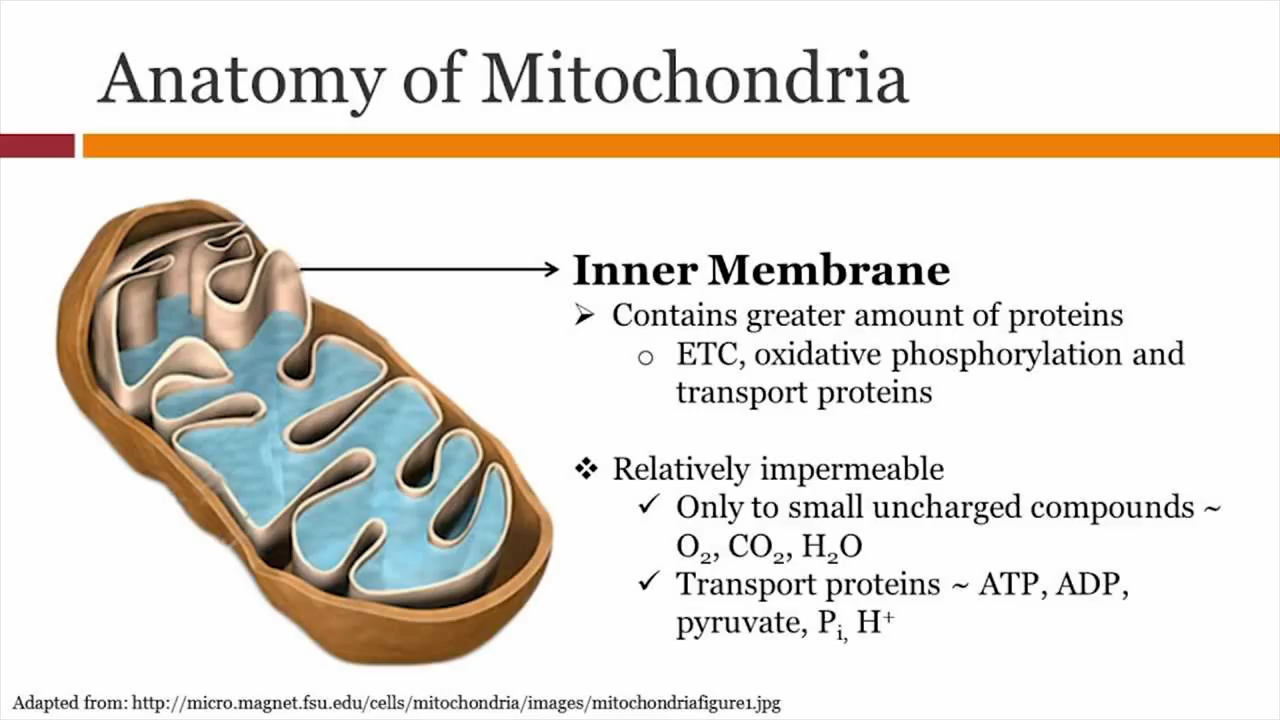 Anatomy of Mitochondria
Inner Membrane
➢ Contains greater amount of proteins
o ETC, oxidative phosphorylation and
transport proteins
❖ Relatively impermeable
✓ Only to small uncharged compounds ~
O₂, CO₂, H₂O
✓ Transport proteins ~ ATP, ADP,
pyruvate, Pᵢ, H⁺
Adapted from: http://micro.magnet.fsu.edu/cells/mitochondria/images/mitochondriafigure1.jpg